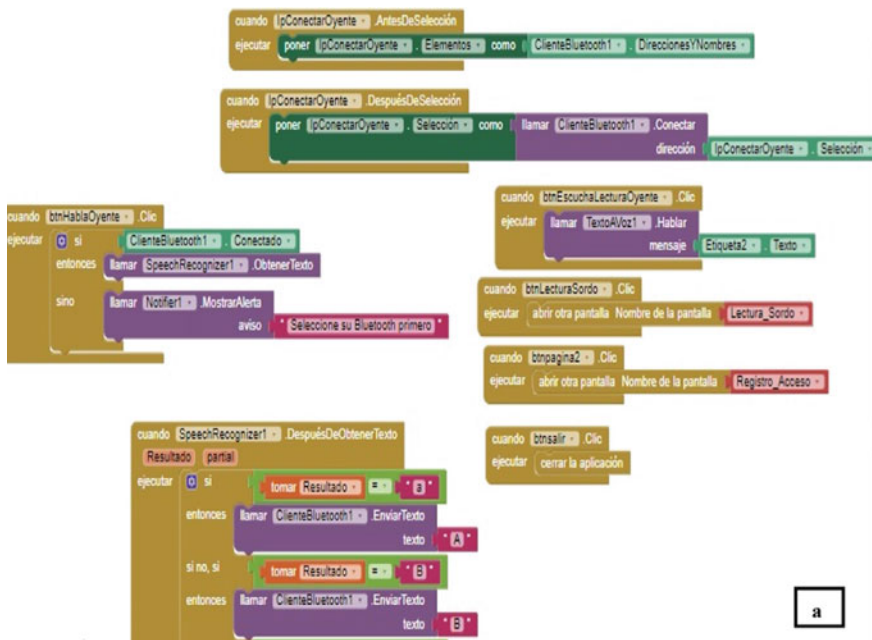 cuando lpConectarOyente .AntesDeSelección
ejecutar poner lpConectarOyente . Elementos como ClienteBluetooth1 . DireccionesYNombres
cuando lpConectarOyente .DespuésDeSelección
ejecutar poner lpConectarOyente . Selección como llamar ClienteBluetooth1 .Conectar
dirección lpConectarOyente . Selección
cuando btnHablaOyente .Clic
ejecutar si ClienteBluetooth1 . Conectado
entonces llamar SpeechRecognizer1 .ObtenerTexto
sino llamar Notifier1 .MostrarAlerta
aviso " Seleccione su Bluetooth primero "
cuando btnEscuchaLecturaOyente .Clic
ejecutar llamar TextoAVoz1 .Hablar
mensaje Etiqueta2 . Texto
cuando btnLecturaSordo .Clic
ejecutar abrir otra pantalla Nombre de la pantalla Lectura_Sordo
cuando btnpagina2 .Clic
ejecutar abrir otra pantalla Nombre de la pantalla Registro_Acceso
cuando btnsalir .Clic
ejecutar cerrar la aplicación
cuando SpeechRecognizer1 .DespuésDeObtenerTexto
Resultado partial
ejecutar si tomar Resultado = " a "
entonces llamar ClienteBluetooth1 .EnviarTexto
texto " A "
si no, si tomar Resultado = " B "
entonces llamar ClienteBluetooth1 .EnviarTexto
texto " B "
a